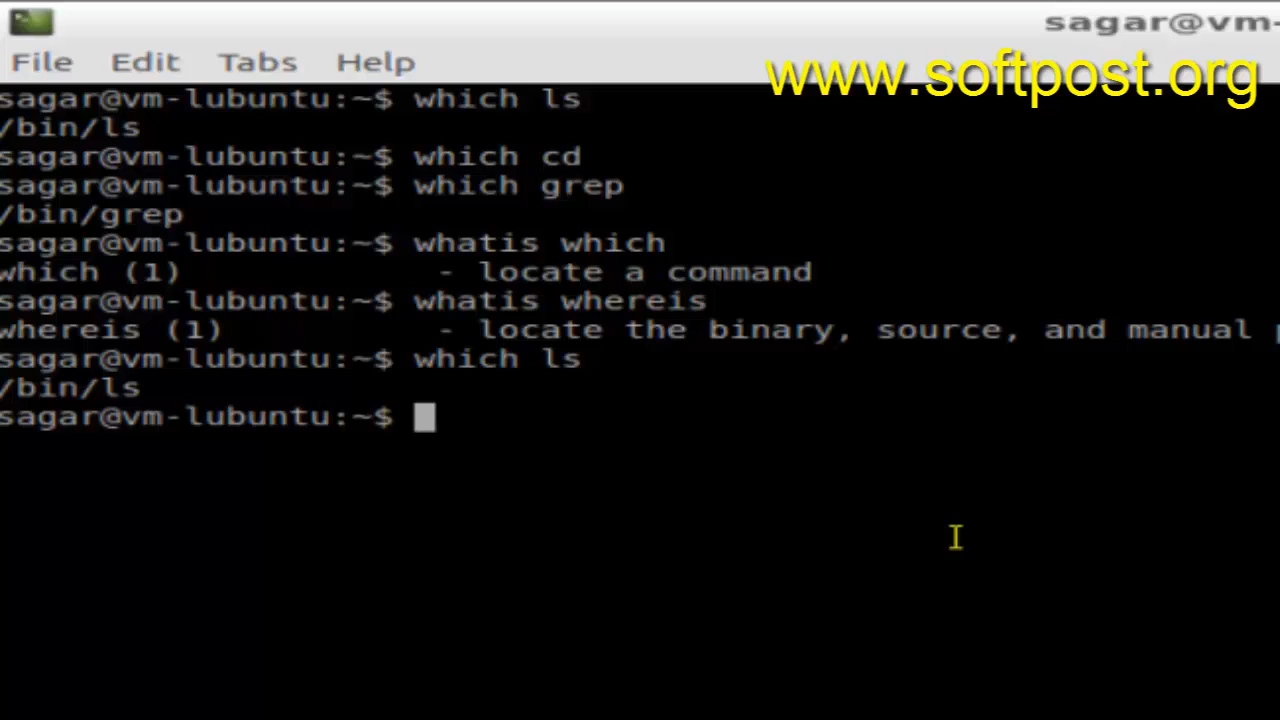 sagar@vm-
File Edit Tabs Help
www.softpost.org
sagar@vm-lubuntu:~$ which ls
/bin/ls
sagar@vm-lubuntu:~$ which cd
sagar@vm-lubuntu:~$ which grep
/bin/grep
sagar@vm-lubuntu:~$ whatis which
which (1)            - locate a command
sagar@vm-lubuntu:~$ whatis whereis
whereis (1)          - locate the binary, source, and manual
sagar@vm-lubuntu:~$ which ls
/bin/ls
sagar@vm-lubuntu:~$